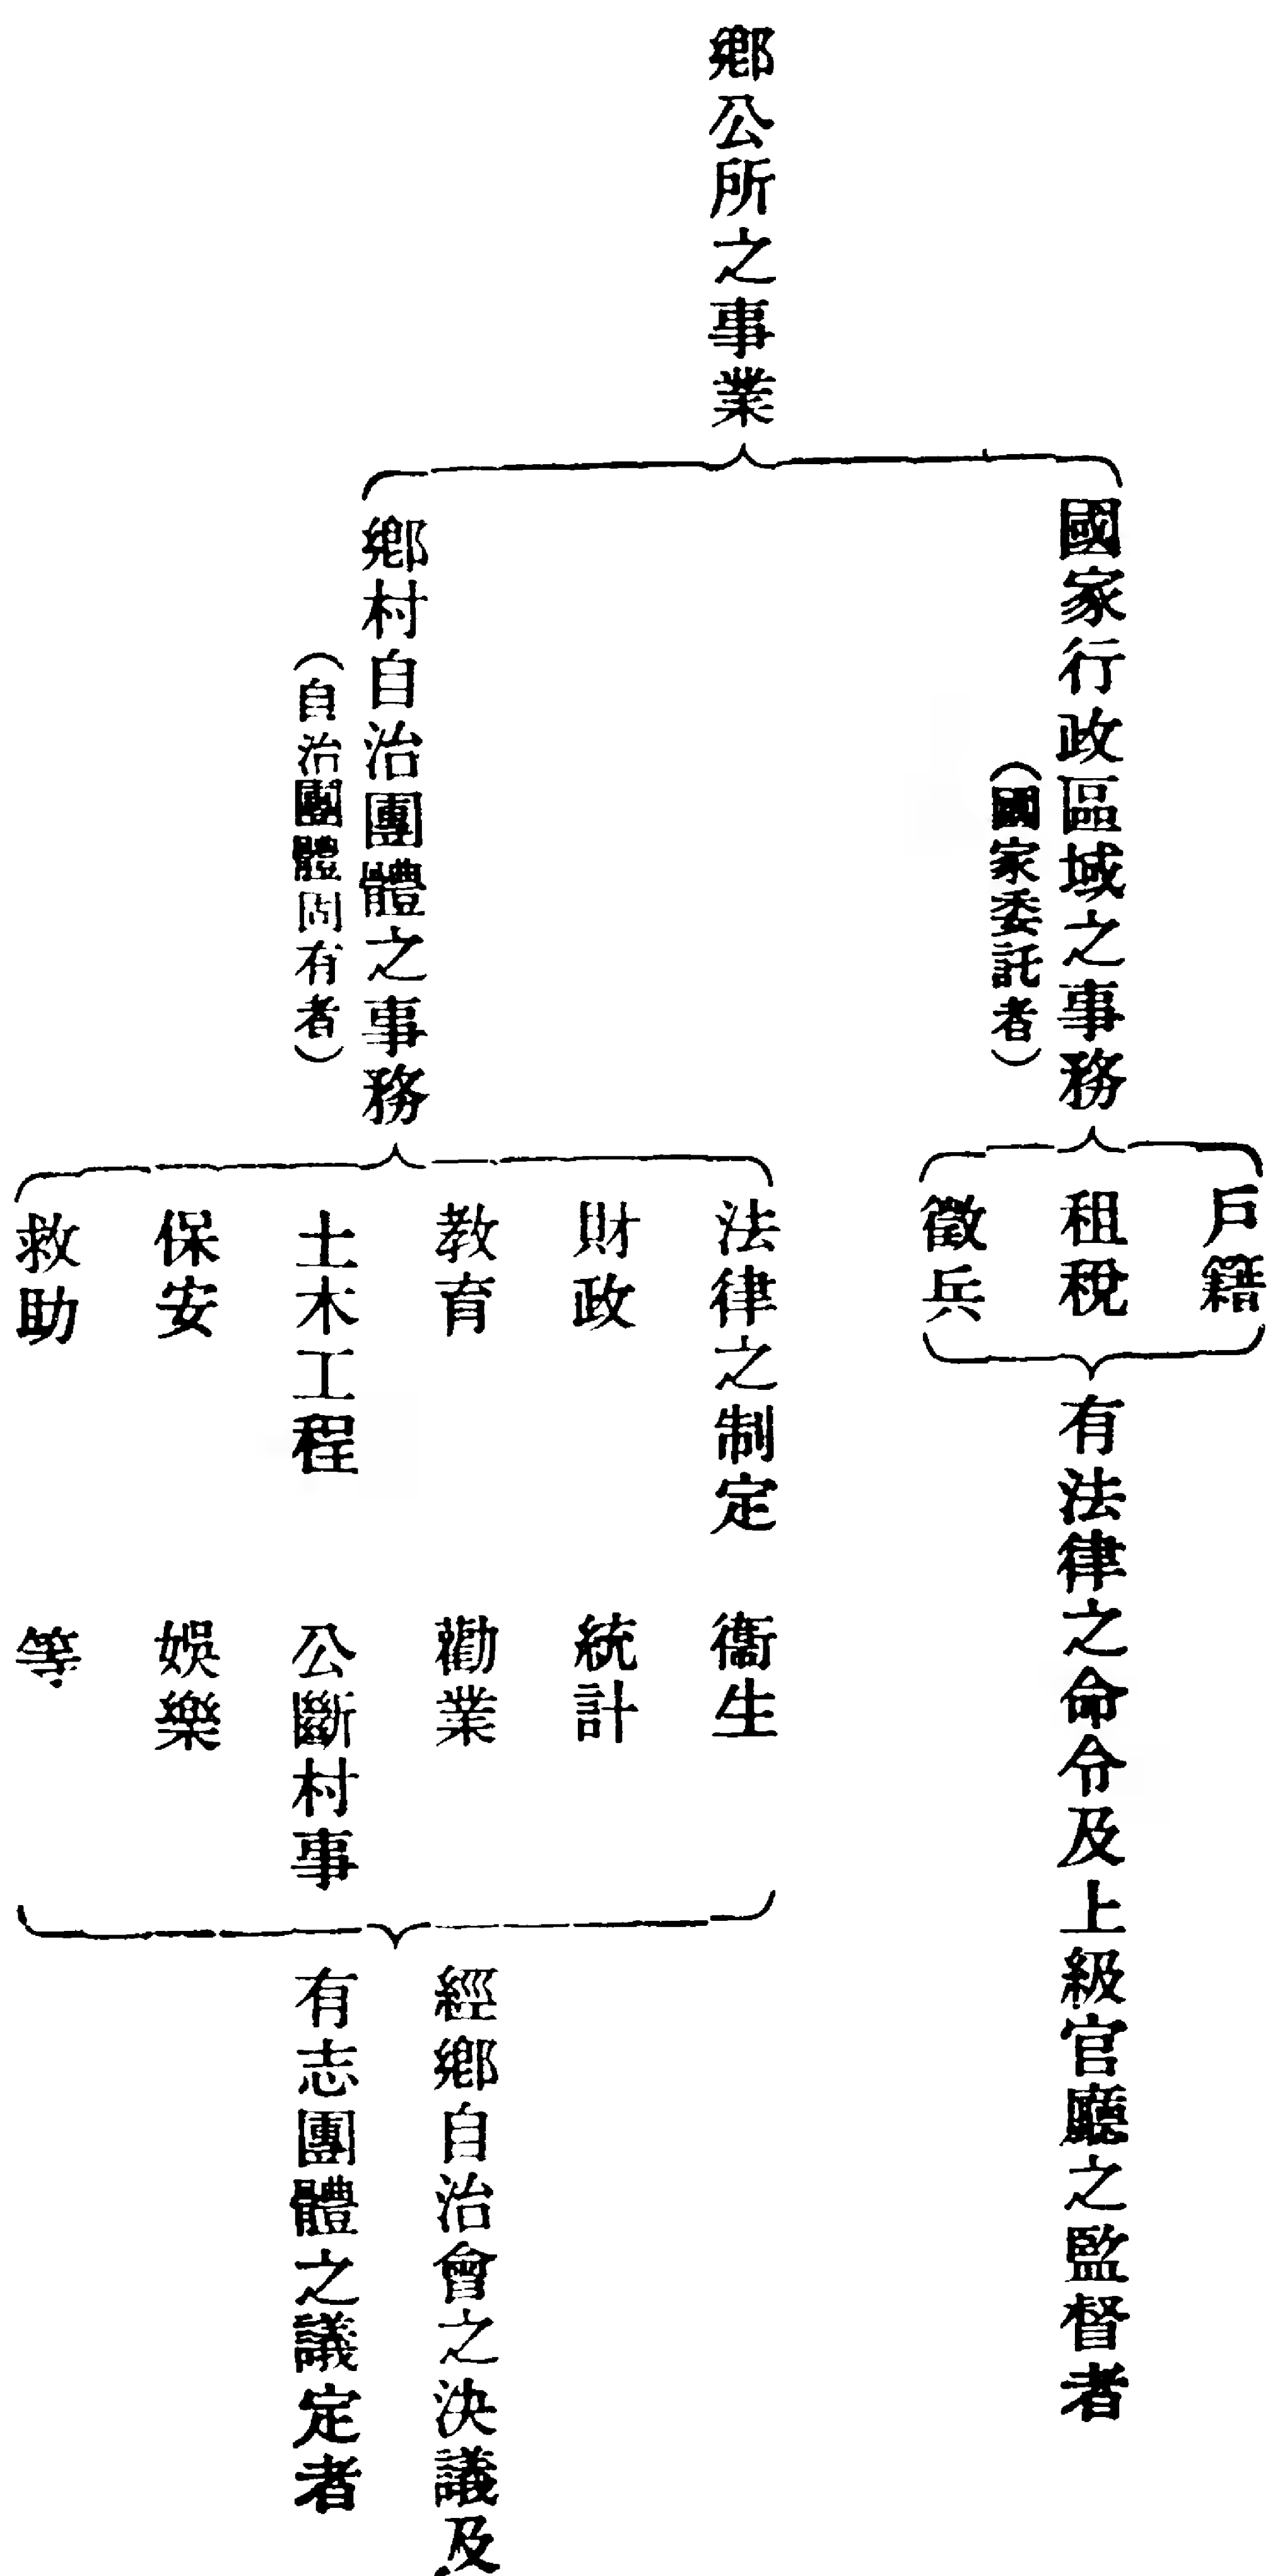 鄉公所之事業
國家行政區域之事務
(國家委託者)
戶籍
租稅
徵兵
有法律之命令及上級官廳之監督者
鄉村自治團體之事務
(自治團體固有者)
法律之制定
衞生
財政
統計
教育
勸業
土木工程
公斷村事
保安
娛樂
救助
等
經鄉自治會之決議及
有志團體之議定者